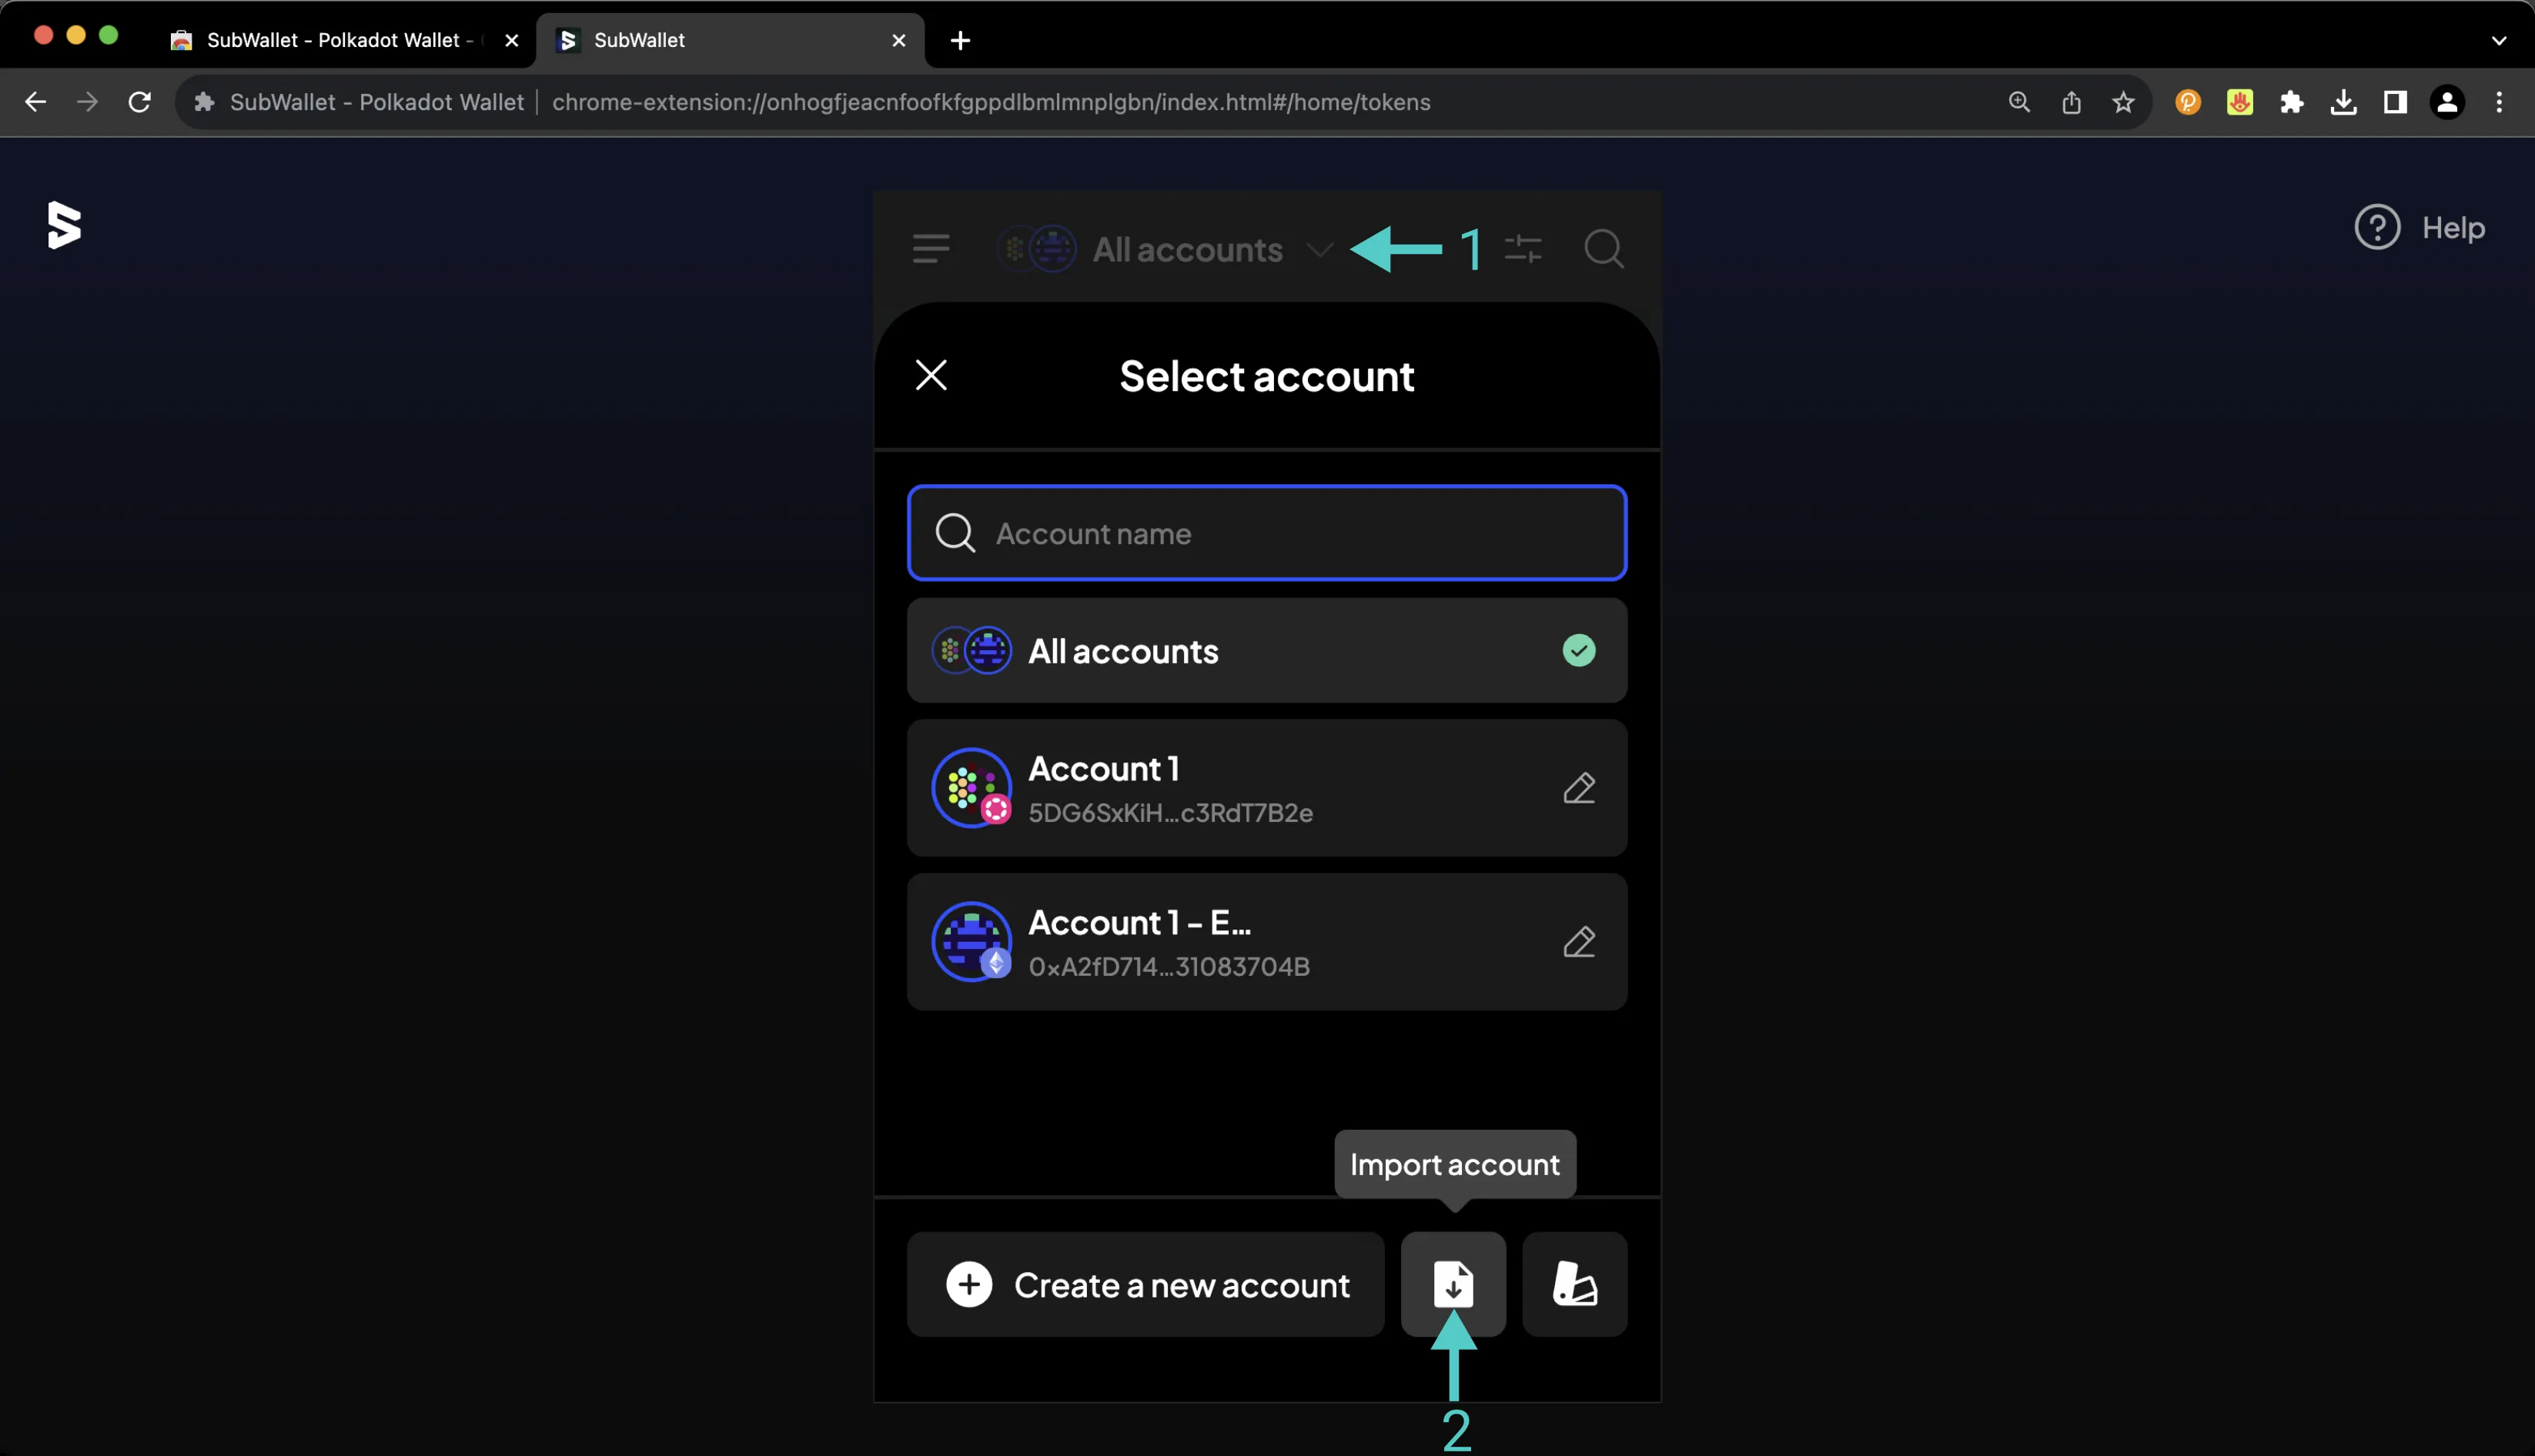 SubWallet - Polkadot Wallet -
SubWallet
SubWallet - Polkadot Wallet
chrome-extension://onhogfjeacnfoofkfgppdlbmlmnplgbn/index.html#/home/tokens
All accounts
1
Help
Select account
Account name
All accounts
Account 1
5DG6SxKiH...c3RdT7B2e
Account 1 - E...
0xA2fD714...31083704B
Import account
Create a new account
2